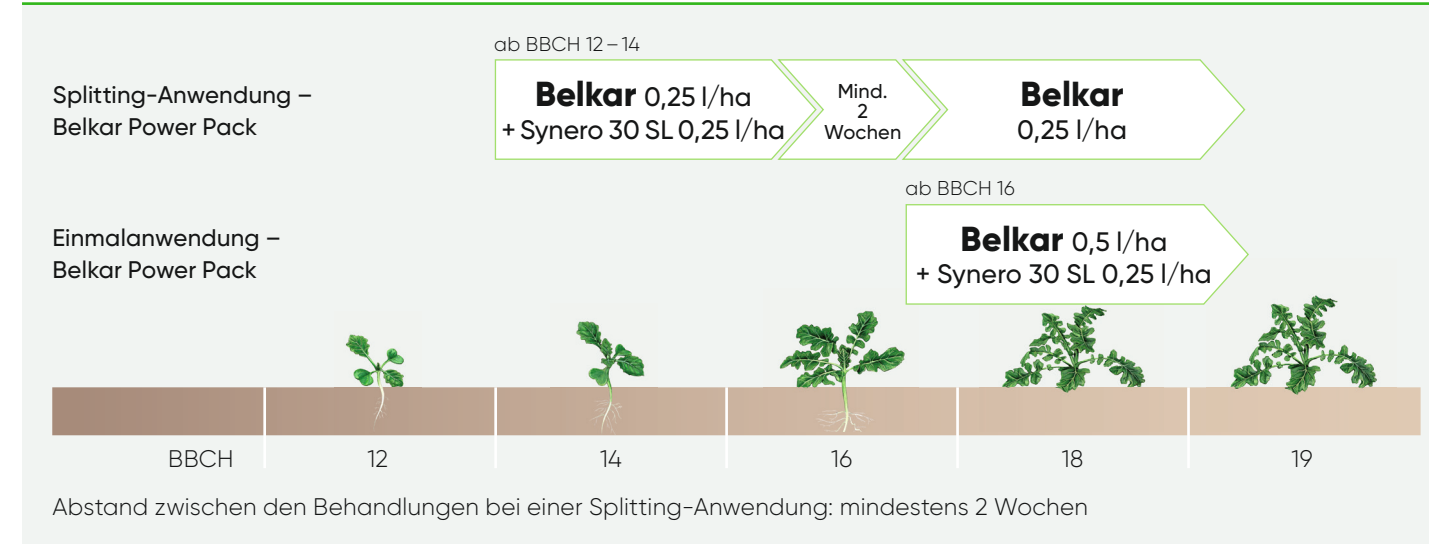 ab BBCH 12–14
Splitting-Anwendung –
Belkar Power Pack
Belkar 0,25 l/ha
+ Synero 30 SL 0,25 l/ha
Mind.
2
Wochen
Belkar
0,25 l/ha
ab BBCH 16
Einmalanwendung –
Belkar Power Pack
Belkar 0,5 l/ha
+ Synero 30 SL 0,25 l/ha
BBCH 12 14 16 18 19
Abstand zwischen den Behandlungen bei einer Splitting-Anwendung: mindestens 2 Wochen